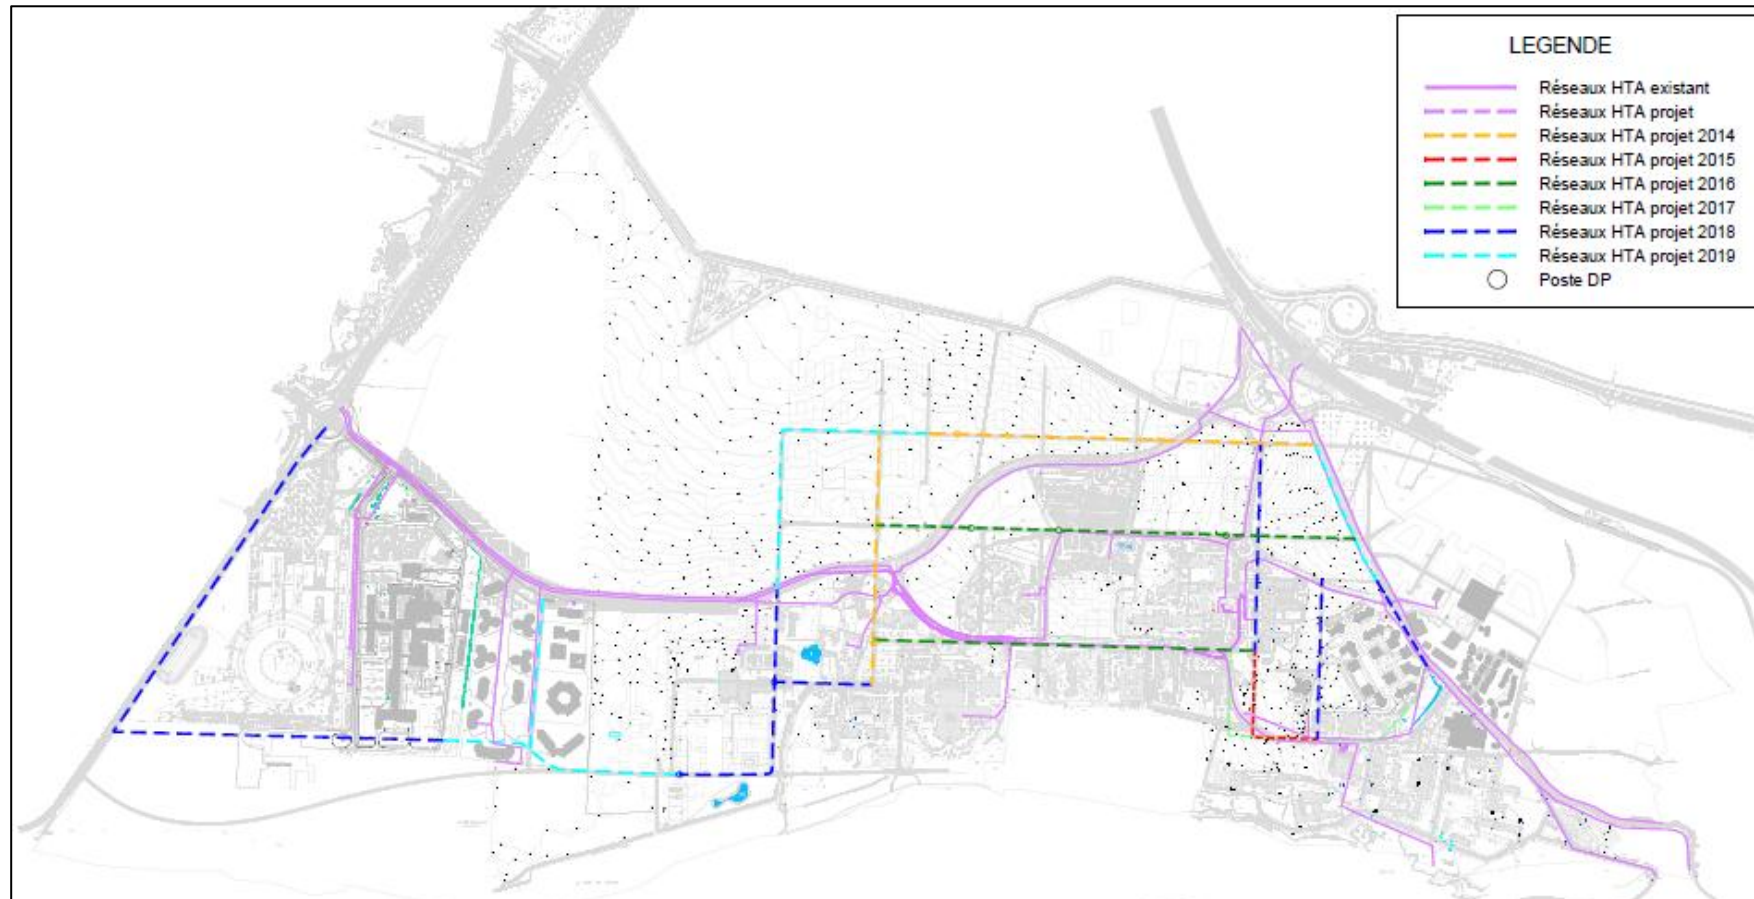 LEGENDE
Réseaux HTA existant
Réseaux HTA projet
Réseaux HTA projet 2014
Réseaux HTA projet 2015
Réseaux HTA projet 2016
Réseaux HTA projet 2017
Réseaux HTA projet 2018
Réseaux HTA projet 2019
Poste DP